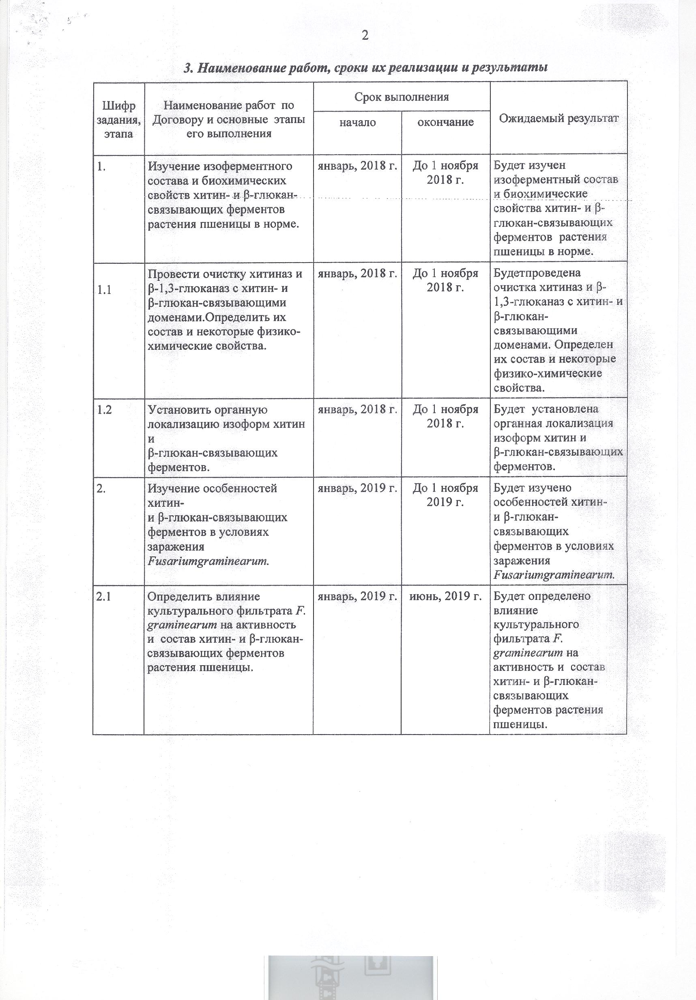 2
3. Наименование работ, сроки их реализации и результаты
Шифр
задания,
этапа
Наименование работ по
Договору и основные этапы
его выполнения
Срок выполнения
начало
окончание
Ожидаемый результат
1.
Изучение изоферментного
состава и биохимических
свойств хитин- и β-глюкан-
связывающих ферментов
растения пшеницы в норме.
январь, 2018 г.
До 1 ноября
2018 г.
Будет изучен
изоферментный состав
и биохимические
свойства хитин- и β-
глюкан-связывающих
ферментов растения
пшеницы в норме.
1.1
Провести очистку хитиназ и
β-1,3-глюканаз с хитин- и
β-глюкан-связывающими
доменами.Определить их
состав и некоторые физико-
химические свойства.
январь, 2018 г.
До 1 ноября
2018 г.
Будетпроведена
очистка хитиназ и β-
1,3-глюканаз с хитин- и
β-глюкан-
связывающими
доменами. Определен
их состав и некоторые
физико-химические
свойства.
1.2
Установить органную
локализацию изоформ хитин
и
β-глюкан-связывающих
ферментов.
январь, 2018 г.
До 1 ноября
2018 г.
Будет установлена
органная локализация
изоформ хитин и
β-глюкан-связывающих
ферментов.
2.
Изучение особенностей
хитин-
и β-глюкан-связывающих
ферментов в условиях
заражения
Fusariumgraminearum.
январь, 2019 г.
До 1 ноября
2019 г.
Будет изучено
особенностей хитин-
и β-глюкан-
связывающих
ферментов в условиях
заражения
Fusariumgraminearum.
2.1
Определить влияние
культурального фильтрата F.
graminearum на активность
и состав хитин- и β-глюкан-
связывающих ферментов
растения пшеницы.
январь, 2019 г.
июнь, 2019 г.
Будет определено
влияние
культурального
фильтрата F.
graminearum на
активность и состав
хитин- и β-глюкан-
связывающих
ферментов растения
пшеницы.